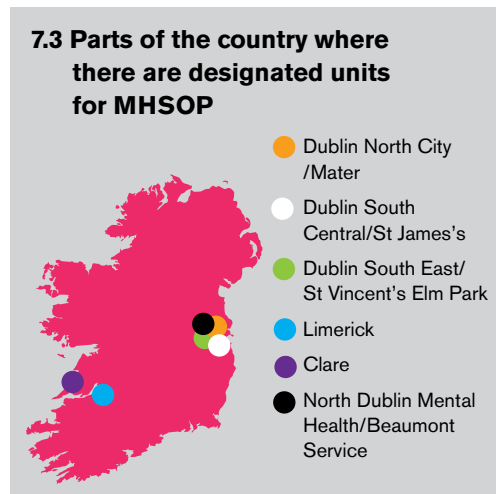 7.3 Parts of the country where
there are designated units
for MHSOP
Dublin North City
/Mater
Dublin South
Central/St James's
Dublin South East/
St Vincent's Elm Park
Limerick
Clare
North Dublin Mental
Health/Beaumont
Service